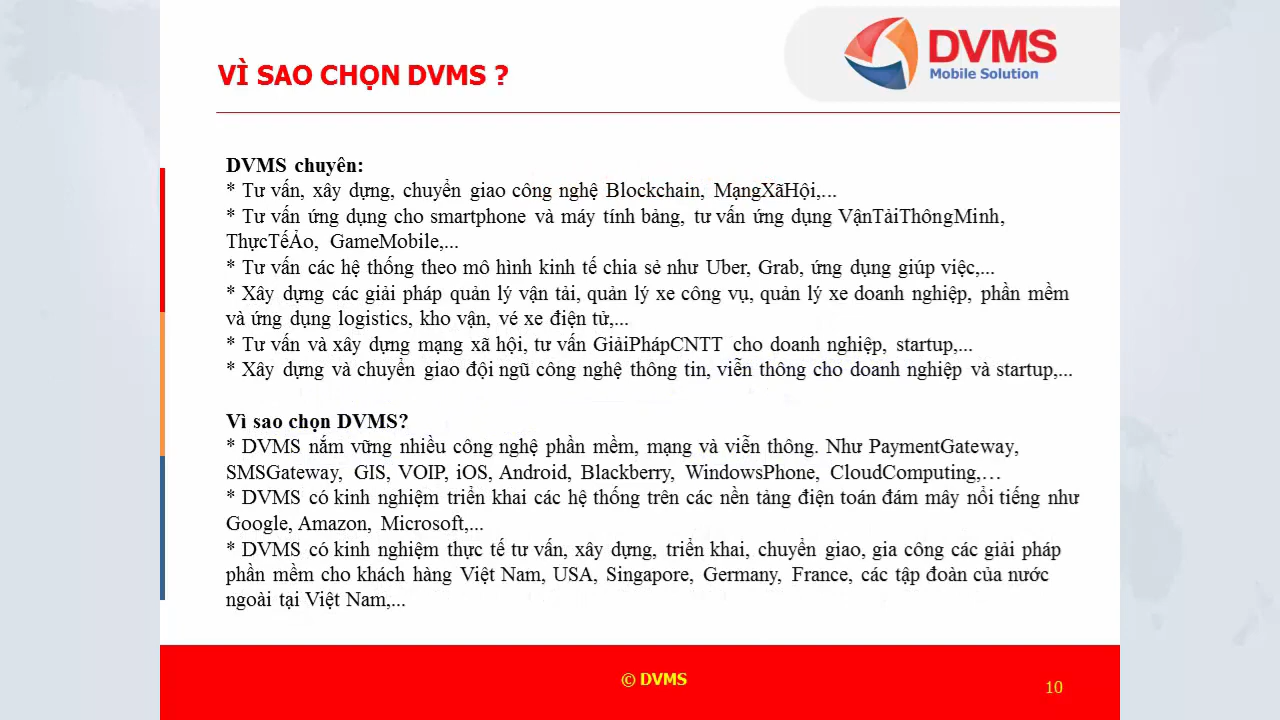 VÌ SAO CHỌN DVMS ?
DVMS
Mobile Solution
DVMS chuyên:
* Tư vấn, xây dựng, chuyển giao công nghệ Blockchain, MạngXãHội,...
* Tư vấn ứng dụng cho smartphone và máy tính bảng, tư vấn ứng dụng VậnTảiThôngMinh,
ThựcTếẢo, GameMobile,...
* Tư vấn các hệ thống theo mô hình kinh tế chia sẻ như Uber, Grab, ứng dụng giúp việc,...
* Xây dựng các giải pháp quản lý vận tải, quản lý xe công vụ, quản lý xe doanh nghiệp, phần mềm
và ứng dụng logistics, kho vận, vé xe điện tử,...
* Tư vấn và xây dựng mạng xã hội, tư vấn GiảiPhápCNTT cho doanh nghiệp, startup,...
* Xây dựng và chuyển giao đội ngũ công nghệ thông tin, viễn thông cho doanh nghiệp và startup,...
Vì sao chọn DVMS?
* DVMS nắm vững nhiều công nghệ phần mềm, mạng và viễn thông. Như PaymentGateway,
SMSGateway, GIS, VOIP, iOS, Android, Blackberry, WindowsPhone, CloudComputing,…
* DVMS có kinh nghiệm triển khai các hệ thống trên các nền tảng điện toán đám mây nổi tiếng như
Google, Amazon, Microsoft,...
* DVMS có kinh nghiệm thực tế tư vấn, xây dựng, triển khai, chuyển giao, gia công các giải pháp
phần mềm cho khách hàng Việt Nam, USA, Singapore, Germany, France, các tập đoàn của nước
ngoài tại Việt Nam,...
© DVMS
10